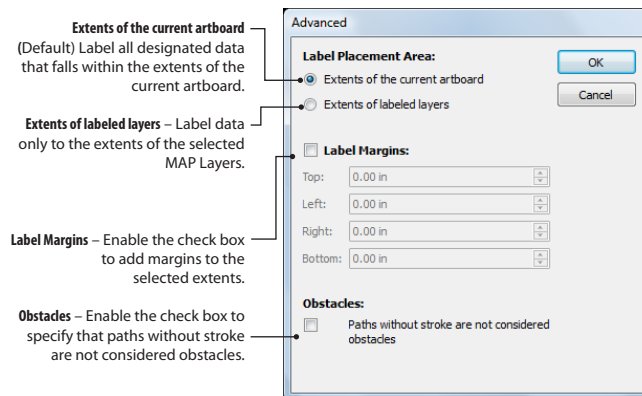 Extents of the current artboard
(Default) Label all designated data
that falls within the extents of the
current artboard.
Extents of labeled layers – Label data
only to the extents of the selected
MAP Layers.
Label Margins – Enable the check box
to add margins to the
selected extents.
Obstacles – Enable the check box to
specify that paths without stroke
are not considered obstacles.
Advanced
Label Placement Area:
Extents of the current artboard
Extents of labeled layers
OK
Cancel
Label Margins:
Top: 0.00 in
Left: 0.00 in
Right: 0.00 in
Bottom: 0.00 in
Obstacles:
Paths without stroke are not considered
obstacles